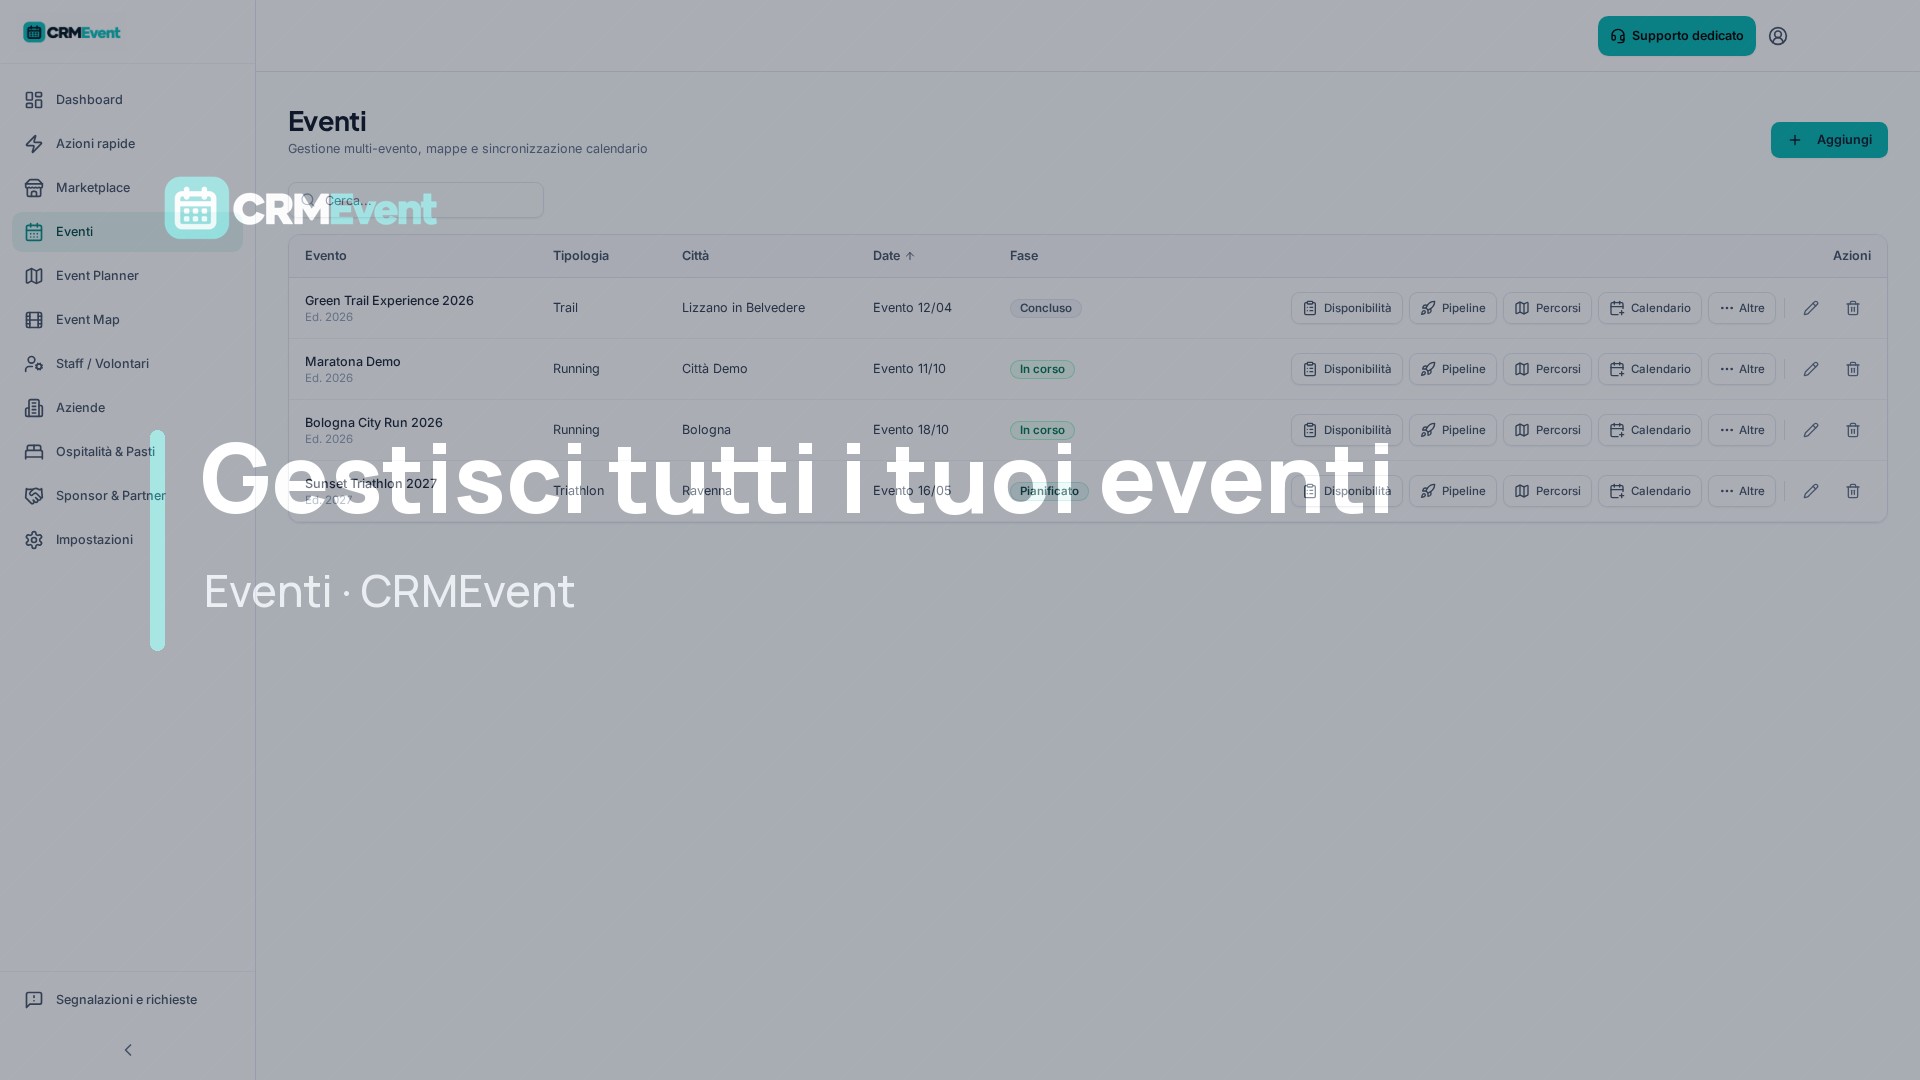 CRMEvent
Supporto dedicato
Dashboard
Azioni rapide
Marketplace
Eventi
Event Planner
Event Map
Staff / Volontari
Aziende
Ospitalità & Pasti
Sponsor & Partner
Impostazioni
Segnalazioni e richieste
Eventi
Gestione multi-evento, mappe e sincronizzazione calendario
Aggiungi
Cerca...
CRMEvent
Evento Tipologia Città Date Fase Azioni
Green Trail Experience 2026
Ed. 2026
Trail Lizzano in Belvedere Evento 12/04 Concluso Disponibilità Pipeline Percorsi Calendario Altre
Maratona Demo
Ed. 2026
Running Città Demo Evento 11/10 In corso Disponibilità Pipeline Percorsi Calendario Altre
Bologna City Run 2026
Ed. 2026
Running Bologna Evento 18/10 In corso Disponibilità Pipeline Percorsi Calendario Altre
Sunset Triathlon 2027
Ed. 2027
Triathlon Ravenna Evento 16/05 Pianificato Disponibilità Pipeline Percorsi Calendario Altre
Gestisci tutti i tuoi eventi
Eventi · CRMEvent